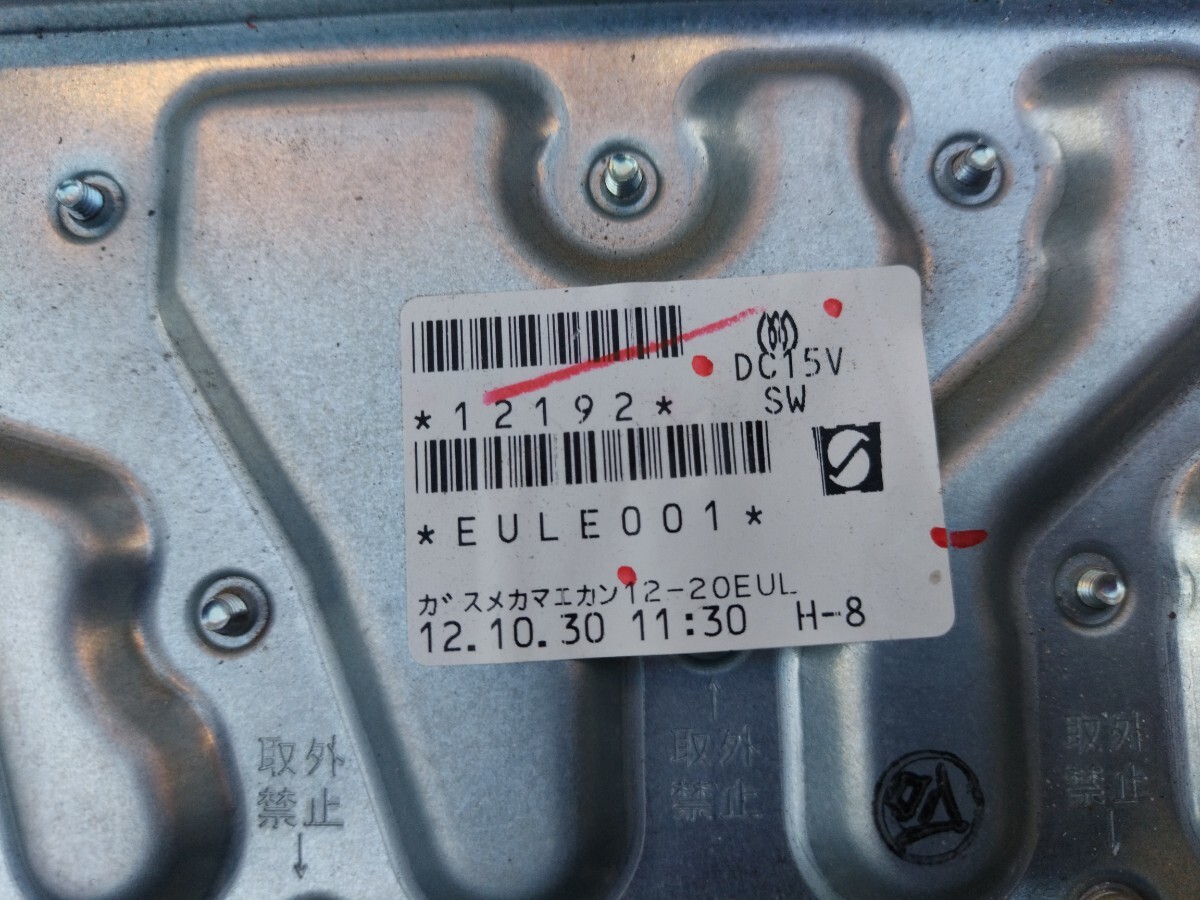 *12192*
DC15V
SW
*EULE001*
ガスメカマエカン12-20EUL
12.10.30 11:30 H-8
取外
禁止
↓
↑
取外
禁止
取外
禁止
↓